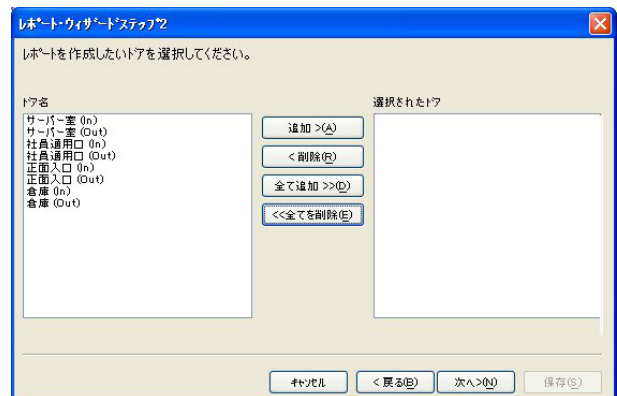 レポート・ウィザードステップ2
レポートを作成したいドアを選択してください。
ドア名
選択されたドア
サーバー室 (In)
サーバー室 (Out)
社員通用口 (In)
社員通用口 (Out)
正面入口 (In)
正面入口 (Out)
倉庫 (In)
倉庫 (Out)
追加 >(A)
< 削除(R)
全て追加 >>(D)
<<全てを削除(E)
キャンセル
< 戻る(B)
次へ>(N)
保存(S)